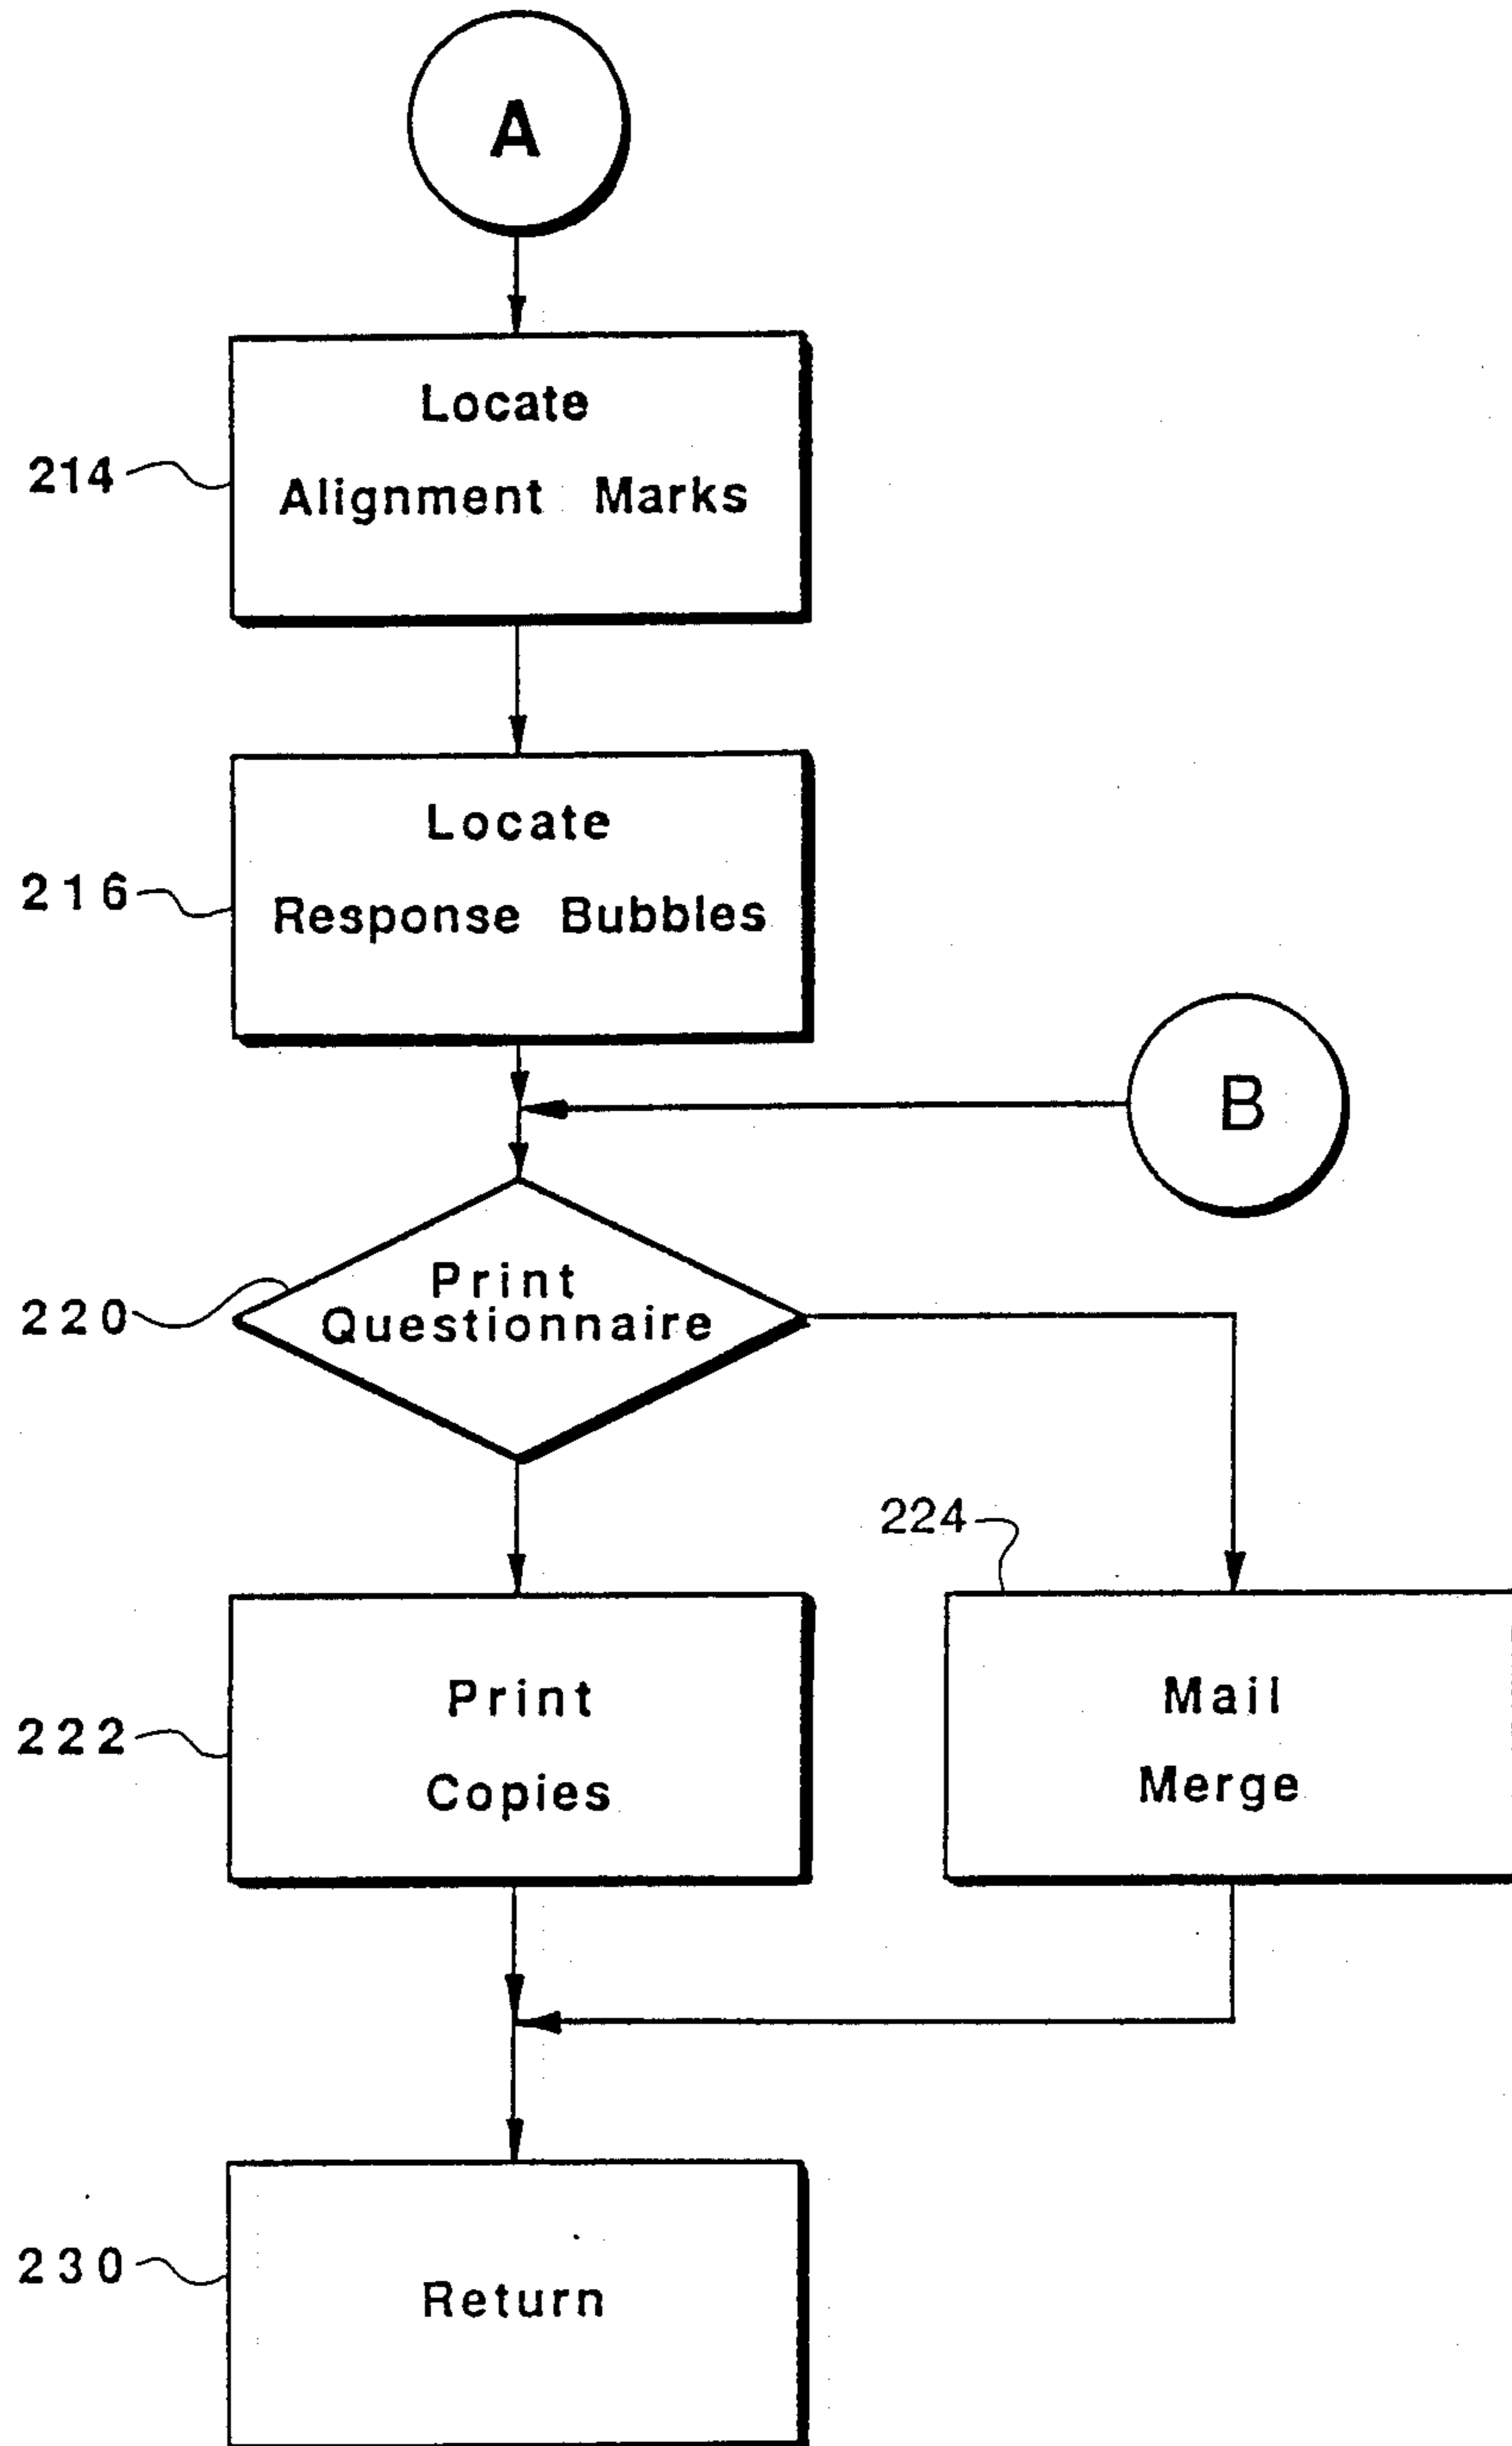 A
Locate
Alignment Marks
214
Locate
Response Bubbles
216
B
Print
Questionnaire
220
224
Print
Copies
222
Mail
Merge
Return
230